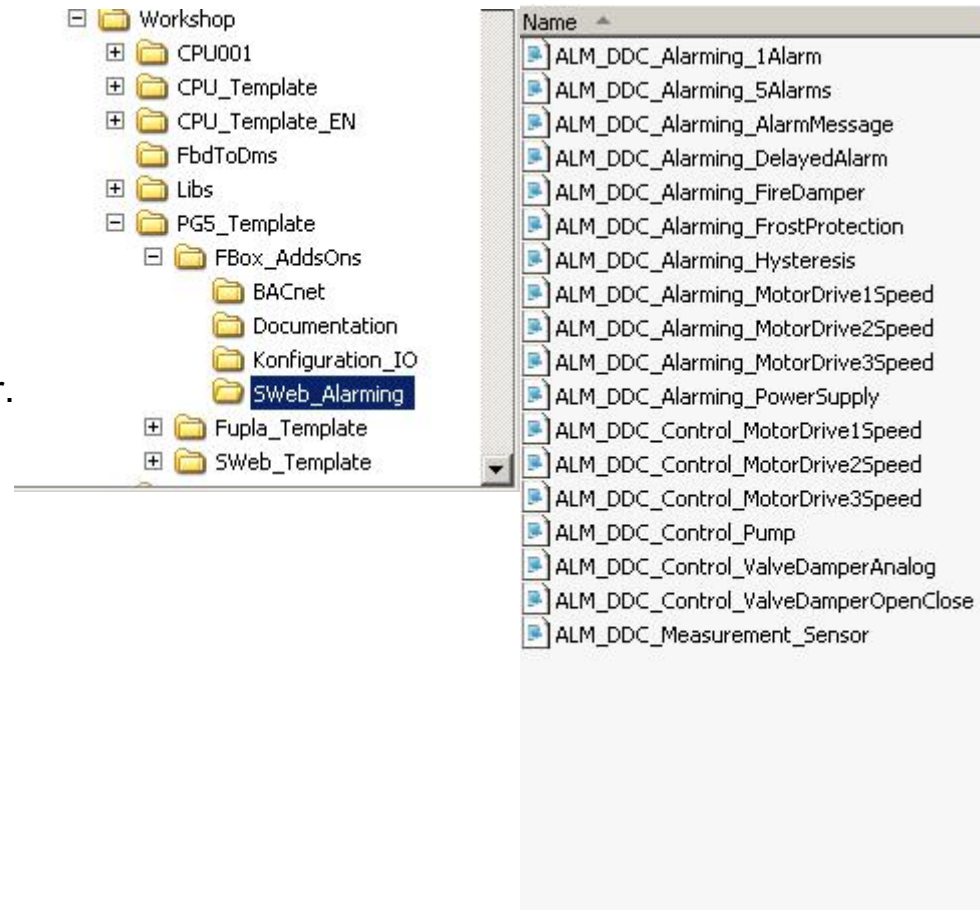 Workshop
CPU001
CPU_Template
CPU_Template_EN
FbdToDms
Libs
PG5_Template
FBox_AddsOns
BACnet
Documentation
Konfiguration_IO
SWeb_Alarming
Fupla_Template
SWeb_Template
Name
ALM_DDC_Alarming_1Alarm
ALM_DDC_Alarming_5Alarms
ALM_DDC_Alarming_AlarmMessage
ALM_DDC_Alarming_DelayedAlarm
ALM_DDC_Alarming_FireDamper
ALM_DDC_Alarming_FrostProtection
ALM_DDC_Alarming_Hysteresis
ALM_DDC_Alarming_MotorDrive1Speed
ALM_DDC_Alarming_MotorDrive2Speed
ALM_DDC_Alarming_MotorDrive3Speed
ALM_DDC_Alarming_PowerSupply
ALM_DDC_Control_MotorDrive1Speed
ALM_DDC_Control_MotorDrive2Speed
ALM_DDC_Control_MotorDrive3Speed
ALM_DDC_Control_Pump
ALM_DDC_Control_ValveDamperAnalog
ALM_DDC_Control_ValveDamperOpenClose
ALM_DDC_Measurement_Sensor